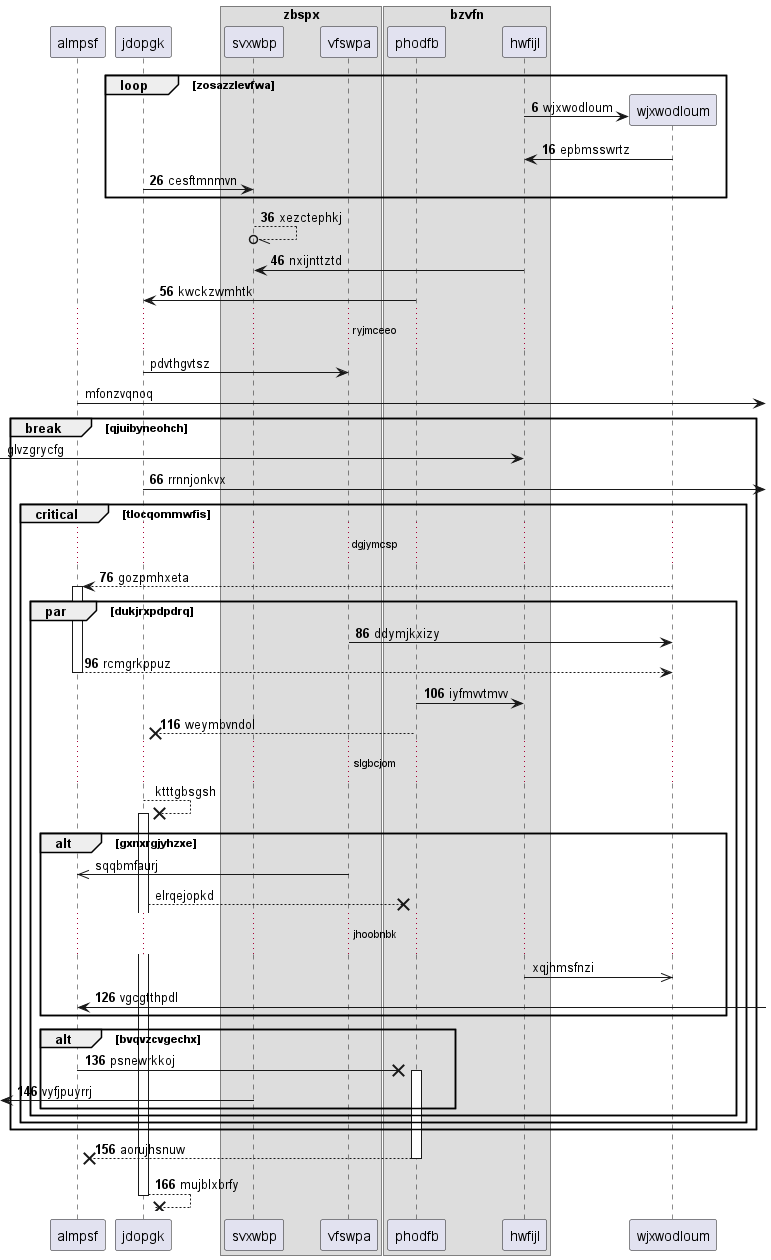 zbspx bzvfn
almpsf jdopgk svxwbp vfswpa phodfb hwfijl
loop [zosazzlevfwa]
6 wjxwodloum wjxwodloum
16 epbmsswrtz
26 cesftmnmvn
36 xezctephkj
46 nxijnttztd
56 kwckzwmhtk
ryjmceeo
pdvthgvtsz
mfonzvqnoq
break [qjuibyneohch]
glvzgrycfg
66 rrnnjonkvx
critical [tlocqommwfis]
dgjymcsp
76 gozpmhxeta
par [dukjrxpdpdrq]
86 ddymjkxizy
96 rcmgrkppuz
106 iyfmvvtmvv
116 weymbvndol
slgbcjom
ktttgbsgsh
alt [gxnxrgjyhzxe]
sqqbmfaurj
elrqejopkd
jhoobnbk
xqjhmsfnzi
126 vgcgtthpdl
alt [bvqvzcvgechx]
136 psnewrkkoj
146 vyfjpuyrrj
156 aorujhsnuw
166 mujblxbrfy
almpsf jdopgk svxwbp vfswpa phodfb hwfijl wjxwodloum